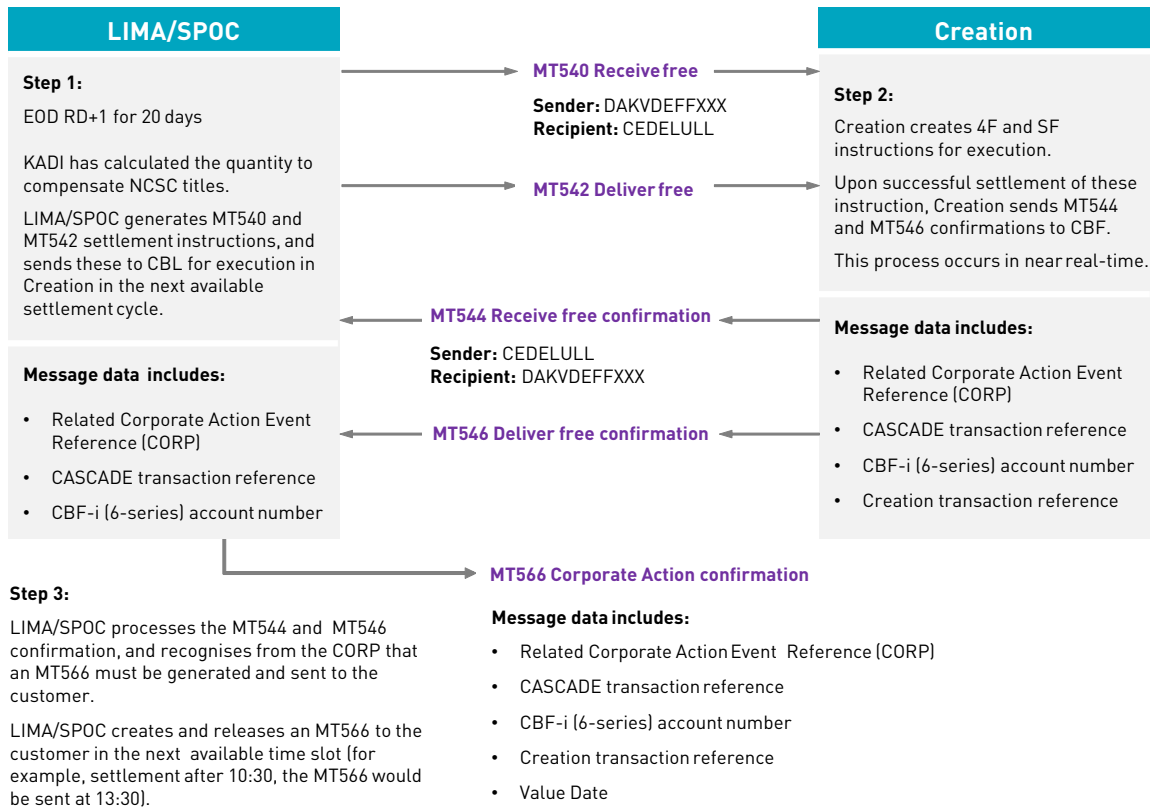 LIMA/SPOC
Step 1:
EOD RD+1 for 20 days
KADI has calculated the quantity to
compensate NCSC titles.
LIMA/SPOC generates MT540 and
MT542 settlement instructions, and
sends these to CBL for execution in
Creation in the next available
settlement cycle.
Message data includes:
• Related Corporate Action Event
Reference (CORP)
• CASCADE transaction reference
• CBF-i (6-series) account number
MT540 Receive free
Sender: DAKVDEFFXXX
Recipient: CEDELULL
MT542 Deliver free
MT544 Receive free confirmation
Sender: CEDELULL
Recipient: DAKVDEFFXXX
MT546 Deliver free confirmation
Creation
Step 2:
Creation creates 4F and SF
instructions for execution.
Upon successful settlement of these
instruction, Creation sends MT544
and MT546 confirmations to CBF.
This process occurs in near real-time.
Message data includes:
• Related Corporate Action Event
Reference (CORP)
• CASCADE transaction reference
• CBF-i (6-series) account number
• Creation transaction reference
Step 3:
LIMA/SPOC processes the MT544 and MT546
confirmation, and recognises from the CORP that
an MT566 must be generated and sent to the
customer.
LIMA/SPOC creates and releases an MT566 to the
customer in the next available time slot (for
example, settlement after 10:30, the MT566 would
be sent at 13:30).
MT566 Corporate Action confirmation
Message data includes:
• Related Corporate Action Event Reference (CORP)
• CASCADE transaction reference
• CBF-i (6-series) account number
• Creation transaction reference
• Value Date